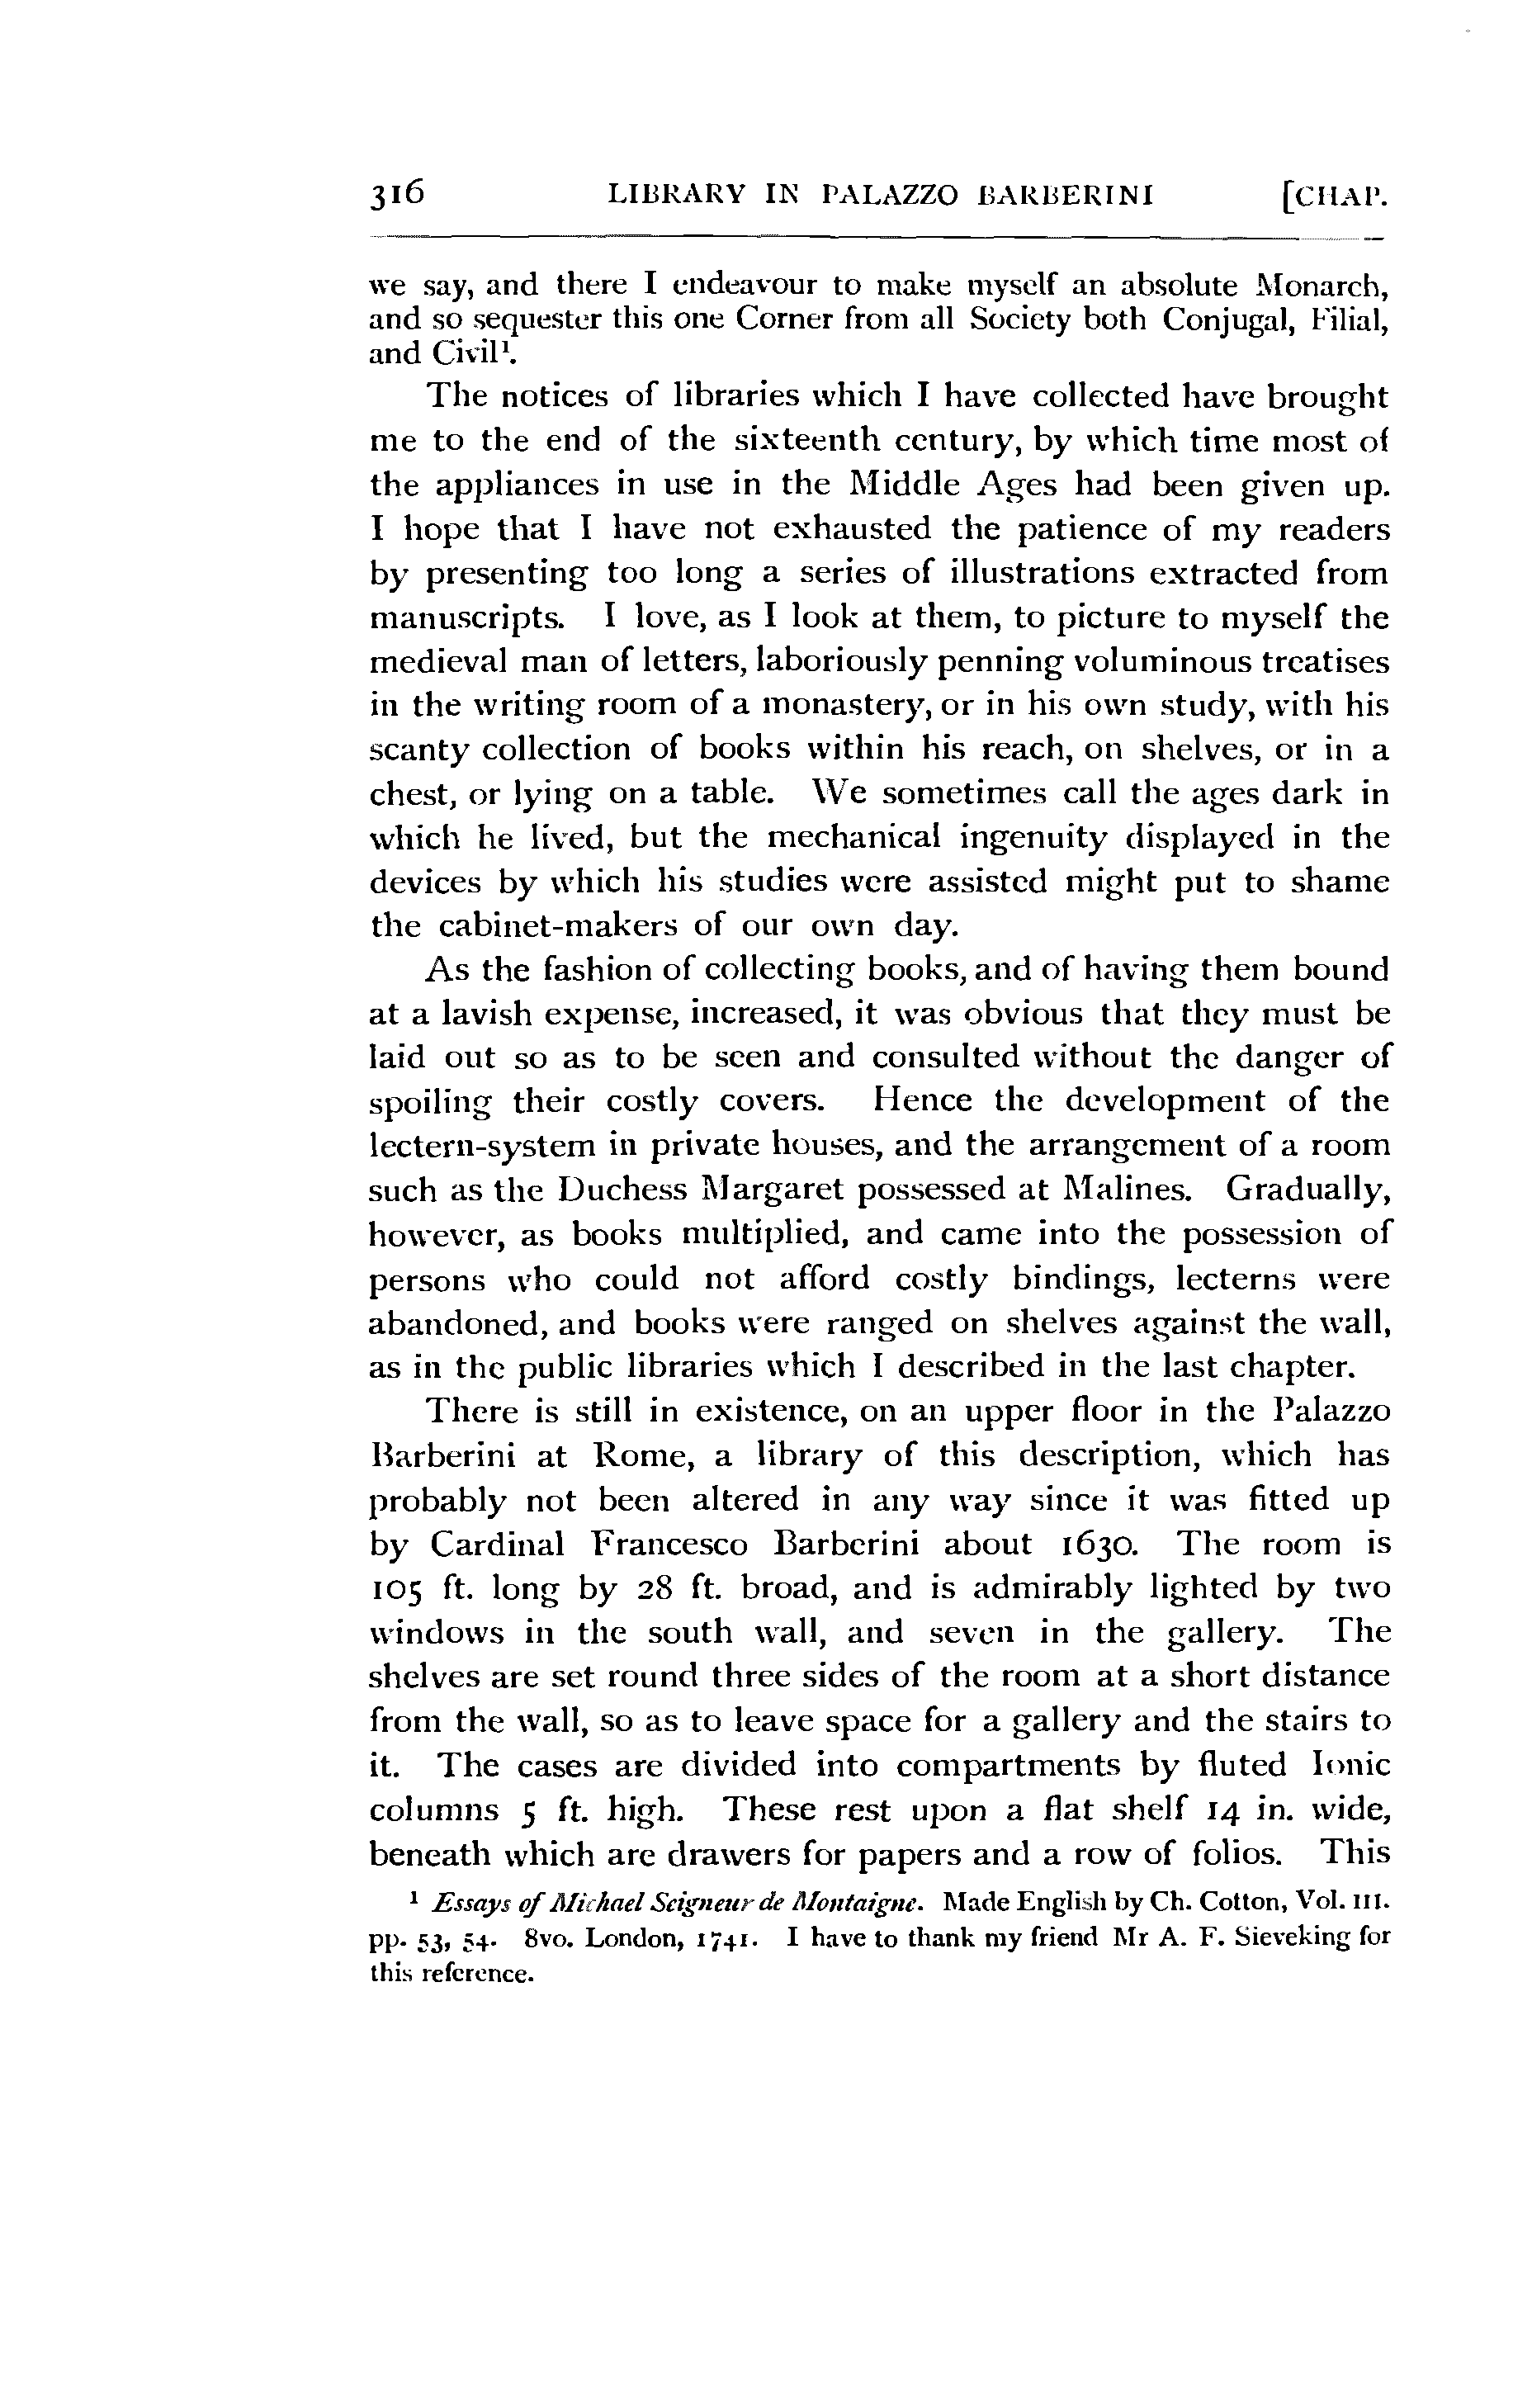 316 LIBRARY IN PALAZZO BARBERINI [CHAP.
we say, and there I endeavour to make myself an absolute Monarch,
and so sequester this one Corner from all Society both Conjugal, Filial,
and Civil¹.
The notices of libraries which I have collected have brought
me to the end of the sixteenth century, by which time most of
the appliances in use in the Middle Ages had been given up.
I hope that I have not exhausted the patience of my readers
by presenting too long a series of illustrations extracted from
manuscripts. I love, as I look at them, to picture to myself the
medieval man of letters, laboriously penning voluminous treatises
in the writing room of a monastery, or in his own study, with his
scanty collection of books within his reach, on shelves, or in a
chest, or lying on a table. We sometimes call the ages dark in
which he lived, but the mechanical ingenuity displayed in the
devices by which his studies were assisted might put to shame
the cabinet-makers of our own day.
As the fashion of collecting books, and of having them bound
at a lavish expense, increased, it was obvious that they must be
laid out so as to be seen and consulted without the danger of
spoiling their costly covers. Hence the development of the
lectern-system in private houses, and the arrangement of a room
such as the Duchess Margaret possessed at Malines. Gradually,
however, as books multiplied, and came into the possession of
persons who could not afford costly bindings, lecterns were
abandoned, and books were ranged on shelves against the wall,
as in the public libraries which I described in the last chapter.
There is still in existence, on an upper floor in the Palazzo
Barberini at Rome, a library of this description, which has
probably not been altered in any way since it was fitted up
by Cardinal Francesco Barberini about 1630. The room is
105 ft. long by 28 ft. broad, and is admirably lighted by two
windows in the south wall, and seven in the gallery. The
shelves are set round three sides of the room at a short distance
from the wall, so as to leave space for a gallery and the stairs to
it. The cases are divided into compartments by fluted Ionic
columns 5 ft. high. These rest upon a flat shelf 14 in. wide,
beneath which are drawers for papers and a row of folios. This
¹ Essays of Michael Seigneur de Montaigne. Made English by Ch. Cotton, Vol. III.
pp. 53, 54. 8vo. London, 1741. I have to thank my friend Mr A. F. Sieveking for
this reference.